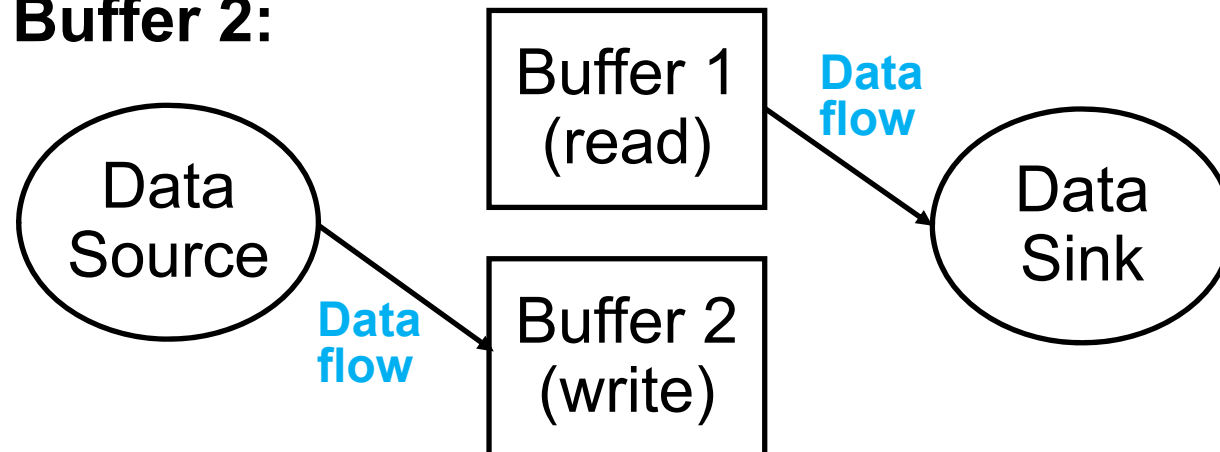 Buffer 2:
Buffer 1
(read)
Data
flow
Data
Source
Data
Sink
Data
flow
Buffer 2
(write)